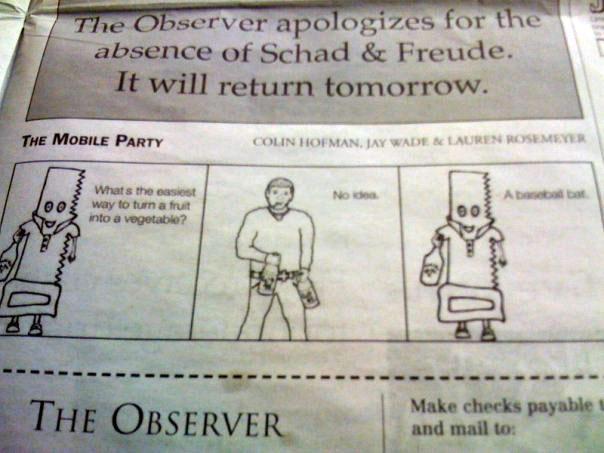 The Observer apologizes for the
absence of Schad & Freude.
It will return tomorrow.
THE MOBILE PARTY
COLIN HOFMAN, JAY WADE & LAUREN ROSEMEYER
What's the easiest
way to turn a fruit
into a vegetable?
No idea.
A baseball bat.
THE OBSERVER
Make checks payable t
and mail to: